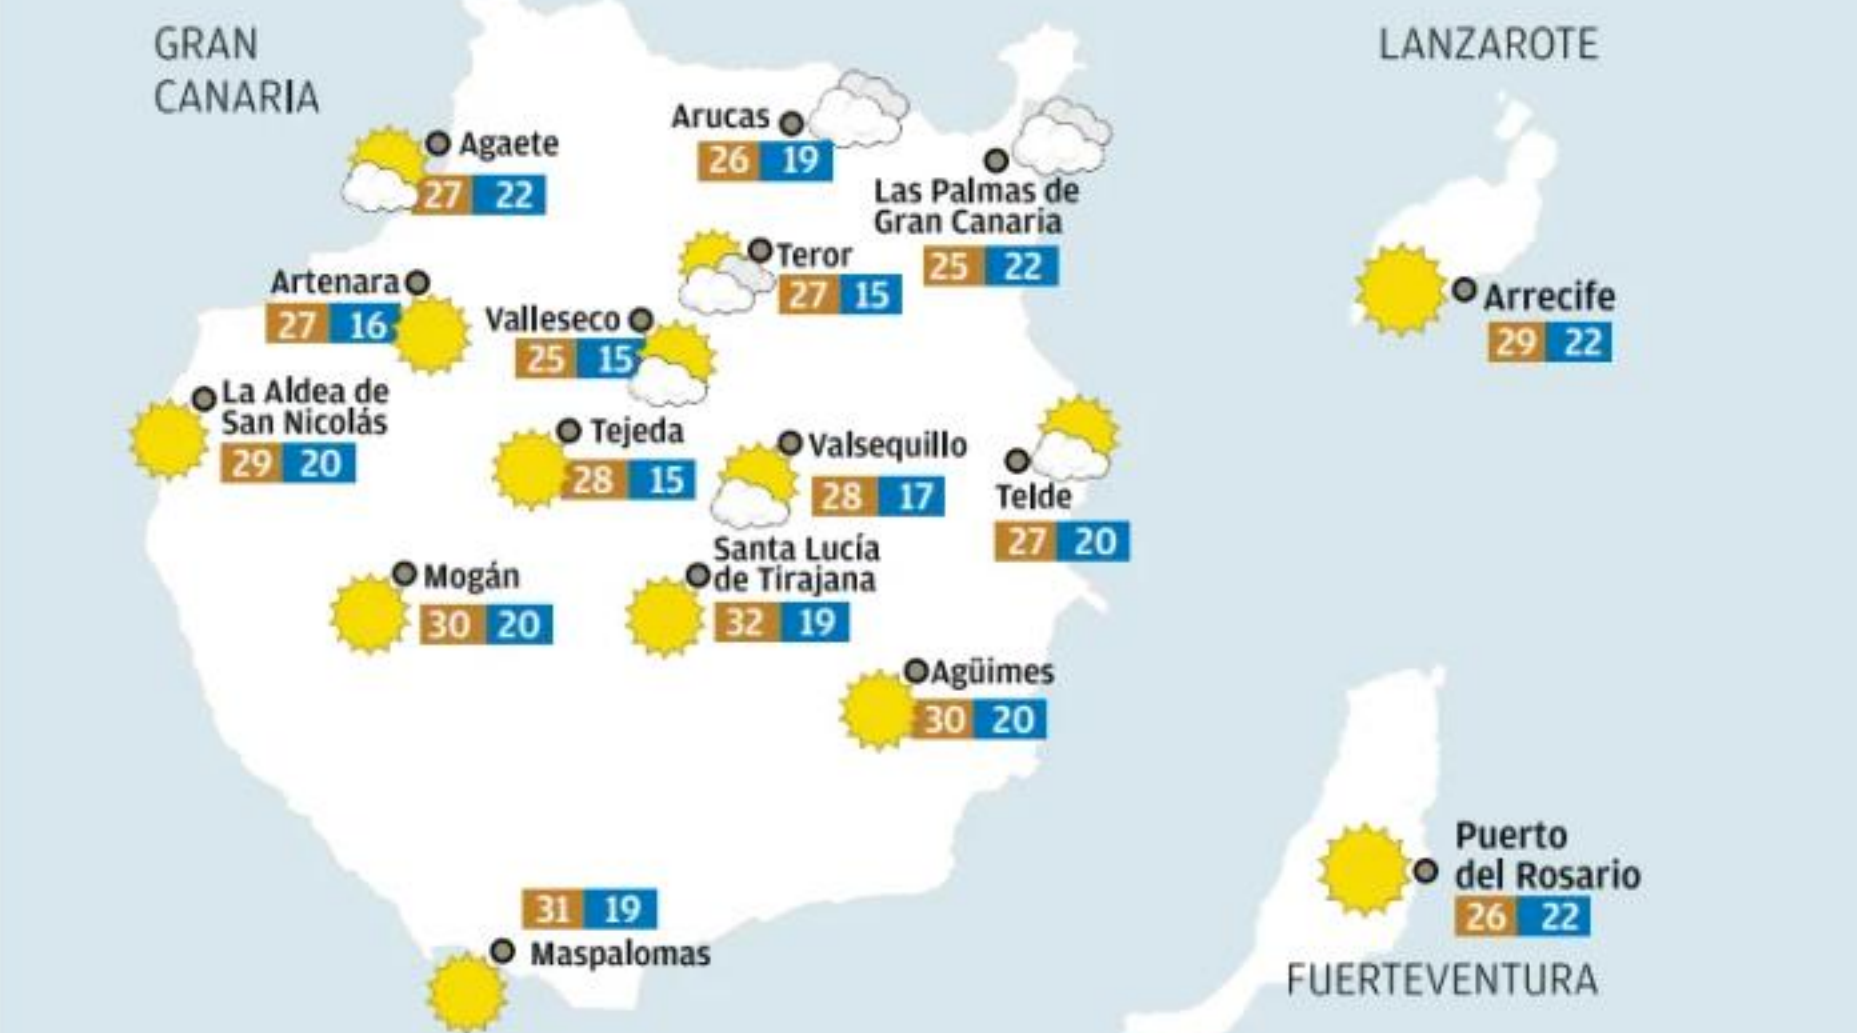 GRAN
CANARIA
LANZAROTE
Agaete
27 22
Arucas
26 19
Las Palmas de
Gran Canaria
25 22
Teror
27 15
Artenara
27 16
Valleseco
25 15
Arrecife
29 22
La Aldea de
San Nicolás
29 20
Tejeda
28 15
Valsequillo
28 17
Telde
27 20
Mogán
30 20
Santa Lucía
de Tirajana
32 19
Agüimes
30 20
Puerto
del Rosario
26 22
31 19
Maspalomas
FUERTEVENTURA